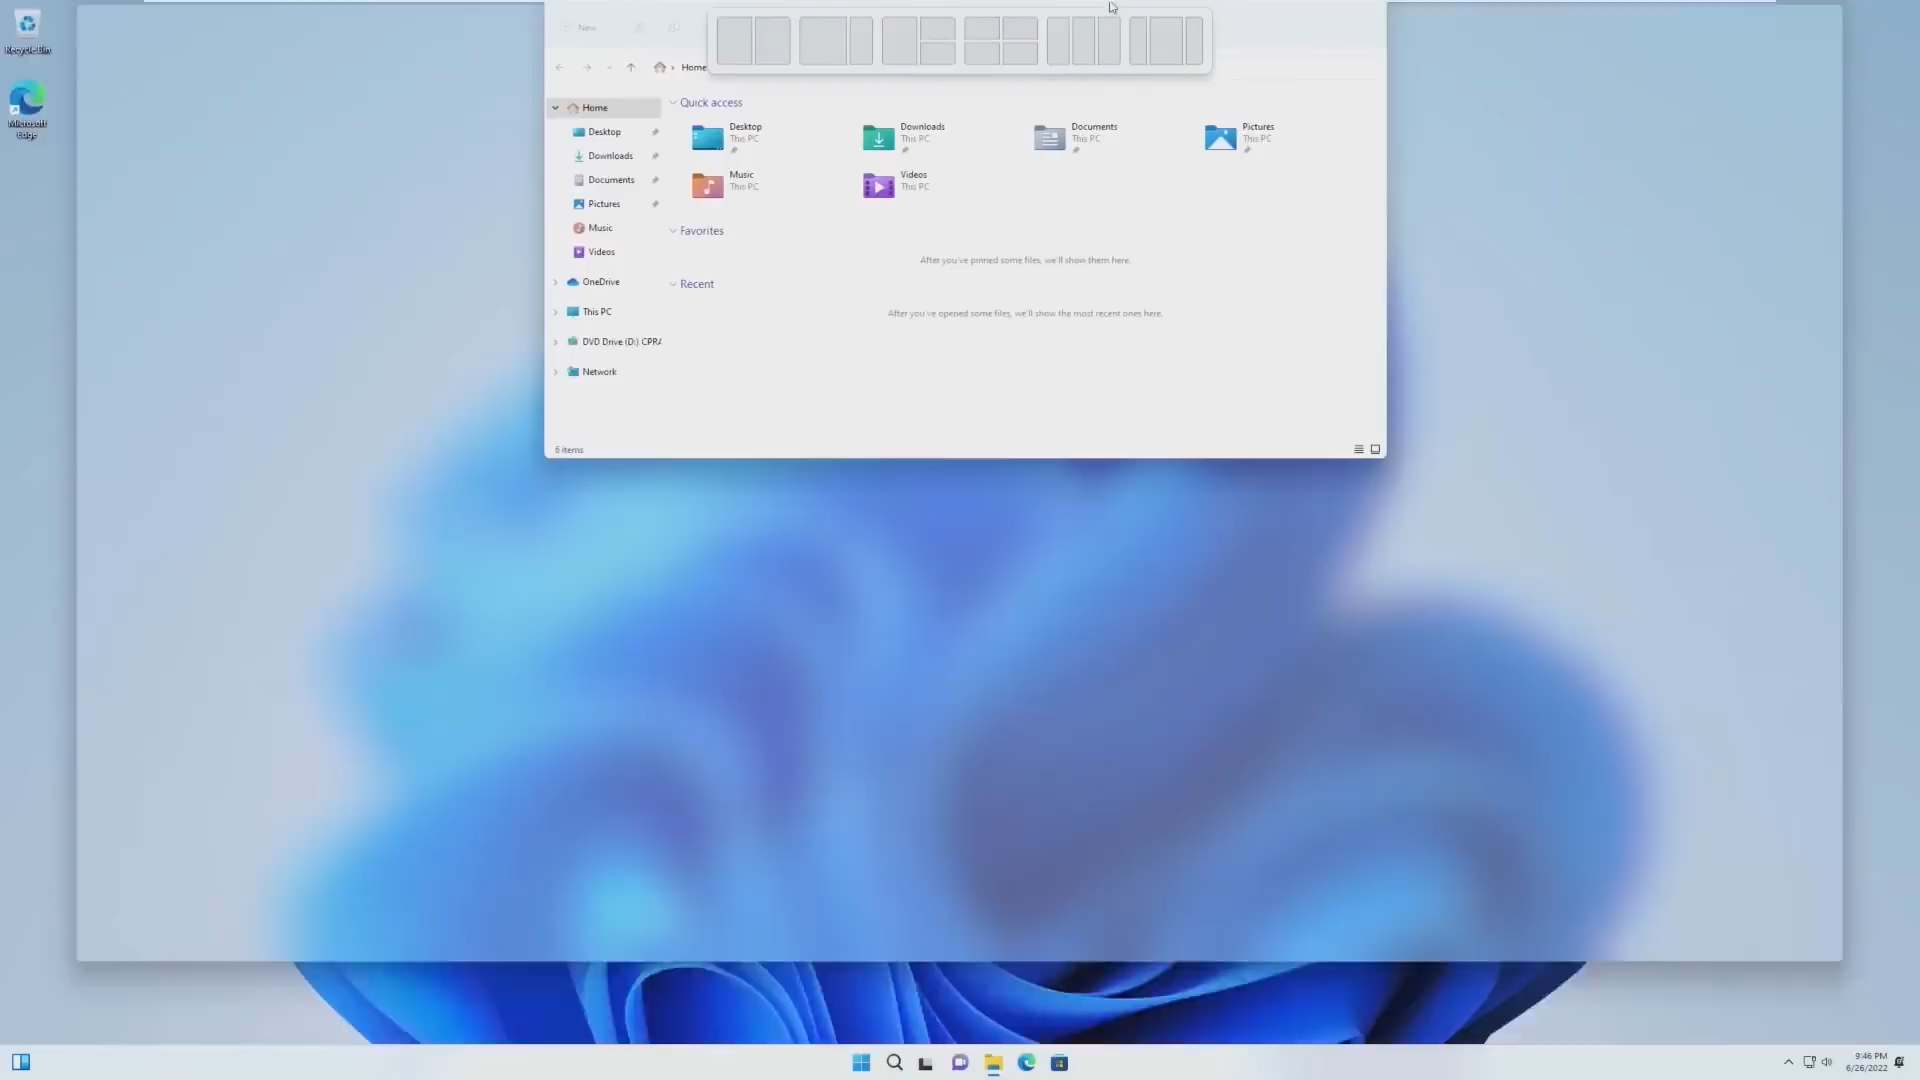 Recycle Bin
Microsoft
Edge
New
Home
Home
Desktop
Downloads
Documents
Pictures
Music
Videos
OneDrive
This PC
DVD Drive (D:) CPRA
Network
Quick access
Desktop
This PC
Downloads
This PC
Documents
This PC
Pictures
This PC
Music
This PC
Videos
This PC
Favorites
After you've pinned some files, we'll show them here.
Recent
After you've opened some files, we'll show the most recent ones here.
6 items
9:46 PM
6/26/2022